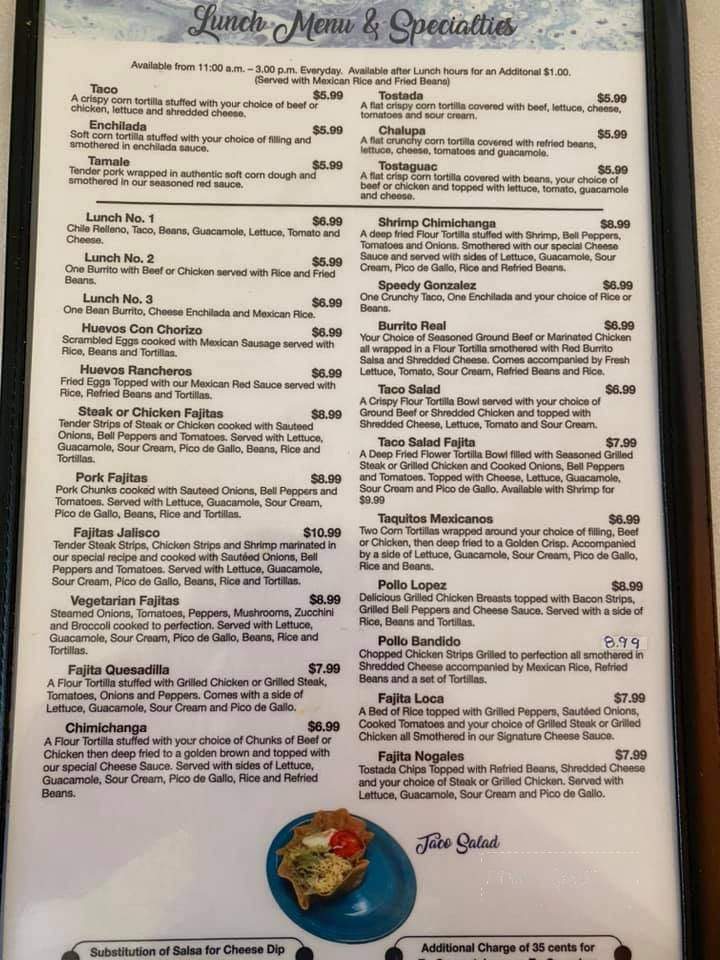 Lunch Menu & Specialties
Available from 11:00 a.m. – 3.00 p.m. Everyday. Available after Lunch hours for an Additonal $1.00.
(Served with Mexican Rice and Fried Beans)
Taco $5.99
A crispy corn tortilla stuffed with your choice of beef or
chicken, lettuce and shredded cheese.
Enchilada $5.99
Soft corn tortilla stuffed with your choice of filling and
smothered in enchilada sauce.
Tamale $5.99
Tender pork wrapped in authentic soft corn dough and
smothered in our seasoned red sauce.
Tostada $5.99
A flat crispy corn tortilla covered with beef, lettuce, cheese,
tomatoes and sour cream.
Chalupa $5.99
A flat crunchy corn tortilla covered with refried beans,
lettuce, cheese, tomatoes and guacamole.
Tostaguac $5.99
A flat crisp corn tortilla covered with beans, your choice of
beef or chicken and topped with lettuce, tomato, guacamole
and cheese.
Lunch No. 1 $6.99
Chile Relleno, Taco, Beans, Guacamole, Lettuce, Tomato and
Cheese.
Lunch No. 2 $5.99
One Burrito with Beef or Chicken served with Rice and Fried
Beans.
Lunch No. 3 $6.99
One Bean Burrito, Cheese Enchilada and Mexican Rice.
Huevos Con Chorizo $6.99
Scrambled Eggs cooked with Mexican Sausage served with
Rice, Beans and Tortillas.
Huevos Rancheros $6.99
Fried Eggs Topped with our Mexican Red Sauce served with
Rice, Refried Beans and Tortillas.
Steak or Chicken Fajitas $8.99
Tender Strips of Steak or Chicken cooked with Sauteed
Onions, Bell Peppers and Tomatoes. Served with Lettuce,
Guacamole, Sour Cream, Pico de Gallo, Beans, Rice and
Tortillas.
Pork Fajitas $8.99
Pork Chunks cooked with Sauteed Onions, Bell Peppers and
Tomatoes. Served with Lettuce, Guacamole, Sour Cream,
Pico de Gallo, Beans, Rice and Tortillas.
Fajitas Jalisco $10.99
Tender Steak Strips, Chicken Strips and Shrimp marinated in
our special recipe and cooked with Sautéed Onions, Bell
Peppers and Tomatoes. Served with Lettuce, Guacamole,
Sour Cream, Pico de Gallo, Beans, Rice and Tortillas.
Vegetarian Fajitas $8.99
Steamed Onions, Tomatoes, Peppers, Mushrooms, Zucchini
and Broccoli cooked to perfection. Served with Lettuce,
Guacamole, Sour Cream, Pico de Gallo, Beans, Rice and
Tortillas.
Fajita Quesadilla $7.99
A Flour Tortilla stuffed with Grilled Chicken or Grilled Steak,
Tomatoes, Onions and Peppers. Comes with a side of
Lettuce, Guacamole, Sour Cream and Pico de Gallo.
Chimichanga $6.99
A Flour Tortilla stuffed with your choice of Chunks of Beef or
Chicken then deep fried to a golden brown and topped with
our special Cheese Sauce. Served with sides of Lettuce,
Guacamole, Sour Cream, Pico de Gallo, Rice and Refried
Beans.
Shrimp Chimichanga $8.99
A deep fried Flour Tortilla stuffed with Shrimp, Bell Peppers,
Tomatoes and Onions. Smothered with our special Cheese
Sauce and served with sides of Lettuce, Guacamole, Sour
Cream, Pico de Gallo, Rice and Refried Beans.
Speedy Gonzalez $6.99
One Crunchy Taco, One Enchilada and your choice of Rice or
Beans.
Burrito Real $6.99
Your Choice of Seasoned Ground Beef or Marinated Chicken
all wrapped in a Flour Tortilla smothered with Red Burrito
Salsa and Shredded Cheese. Comes accompanied by Fresh
Lettuce, Tomato, Sour Cream, Refried Beans and Rice.
Taco Salad $6.99
A Crispy Flour Tortilla Bowl served with your choice of
Ground Beef or Shredded Chicken and topped with
Shredded Cheese, Lettuce, Tomato and Sour Cream.
Taco Salad Fajita $7.99
A Deep Fried Flower Tortilla Bowl filled with Seasoned Grilled
Steak or Grilled Chicken and Cooked Onions, Bell Peppers
and Tomatoes. Topped with Cheese, Lettuce, Guacamole,
Sour Cream and Pico de Gallo. Available with Shrimp for
$9.99
Taquitos Mexicanos $6.99
Two Corn Tortillas wrapped around your choice of filling, Beef
or Chicken, then deep fried to a Golden Crisp. Accompanied
by a side of Lettuce, Guacamole, Sour Cream, Pico de Gallo,
Rice and Beans.
Pollo Lopez $8.99
Delicious Grilled Chicken Breasts topped with Bacon Strips,
Grilled Bell Peppers and Cheese Sauce. Served with a side of
Rice, Beans and Tortillas.
Pollo Bandido 8.99
Chopped Chicken Strips Grilled to perfection all smothered in
Shredded Cheese accompanied by Mexican Rice, Refried
Beans and a set of Tortillas.
Fajita Loca $7.99
A Bed of Rice topped with Grilled Peppers, Sautéed Onions,
Cooked Tomatoes and your choice of Grilled Steak or Grilled
Chicken all Smothered in our Signature Cheese Sauce.
Fajita Nogales $7.99
Tostada Chips Topped with Refried Beans, Shredded Cheese
and your choice of Steak or Grilled Chicken. Served with
Lettuce, Guacamole, Sour Cream and Pico de Gallo.
Taco Salad
Substitution of Salsa for Cheese Dip
Additional Charge of 35 cents for